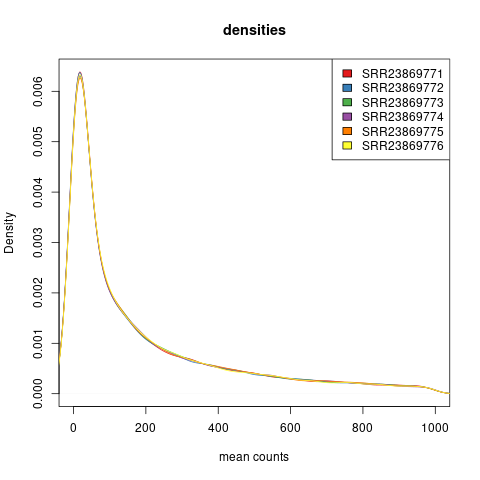 densities
SRR23869771
SRR23869772
SRR23869773
SRR23869774
SRR23869775
SRR23869776
Density
0.006
0.005
0.004
0.003
0.002
0.001
0.000
0 200 400 600 800 1000
mean counts